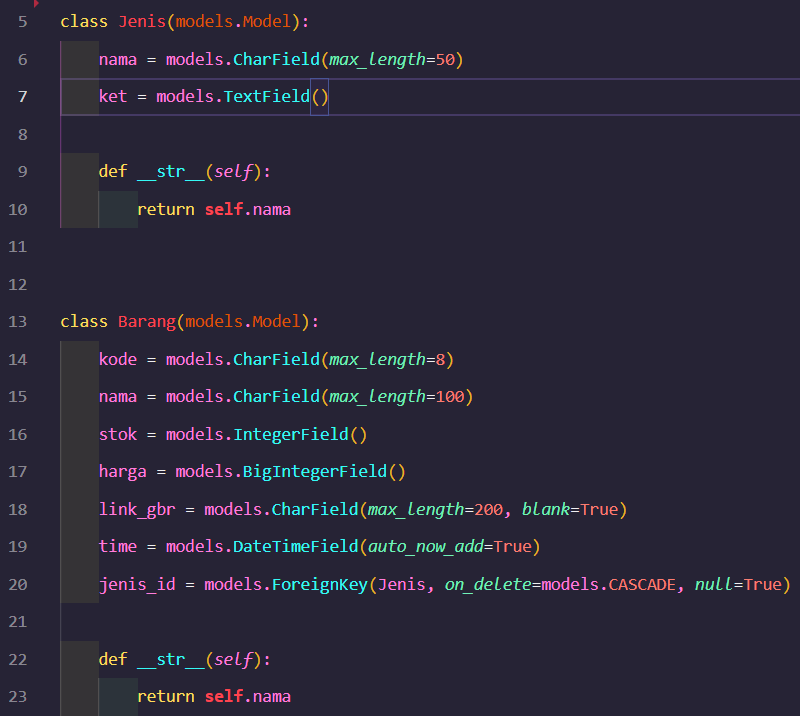 5 class Jenis(models.Model):
6 nama = models.CharField(max_length=50)
7 ket = models.TextField()
8
9 def __str__(self):
10 return self.nama
11
12
13 class Barang(models.Model):
14 kode = models.CharField(max_length=8)
15 nama = models.CharField(max_length=100)
16 stok = models.IntegerField()
17 harga = models.BigIntegerField()
18 link_gbr = models.CharField(max_length=200, blank=True)
19 time = models.DateTimeField(auto_now_add=True)
20 jenis_id = models.ForeignKey(Jenis, on_delete=models.CASCADE, null=True)
21
22 def __str__(self):
23 return self.nama